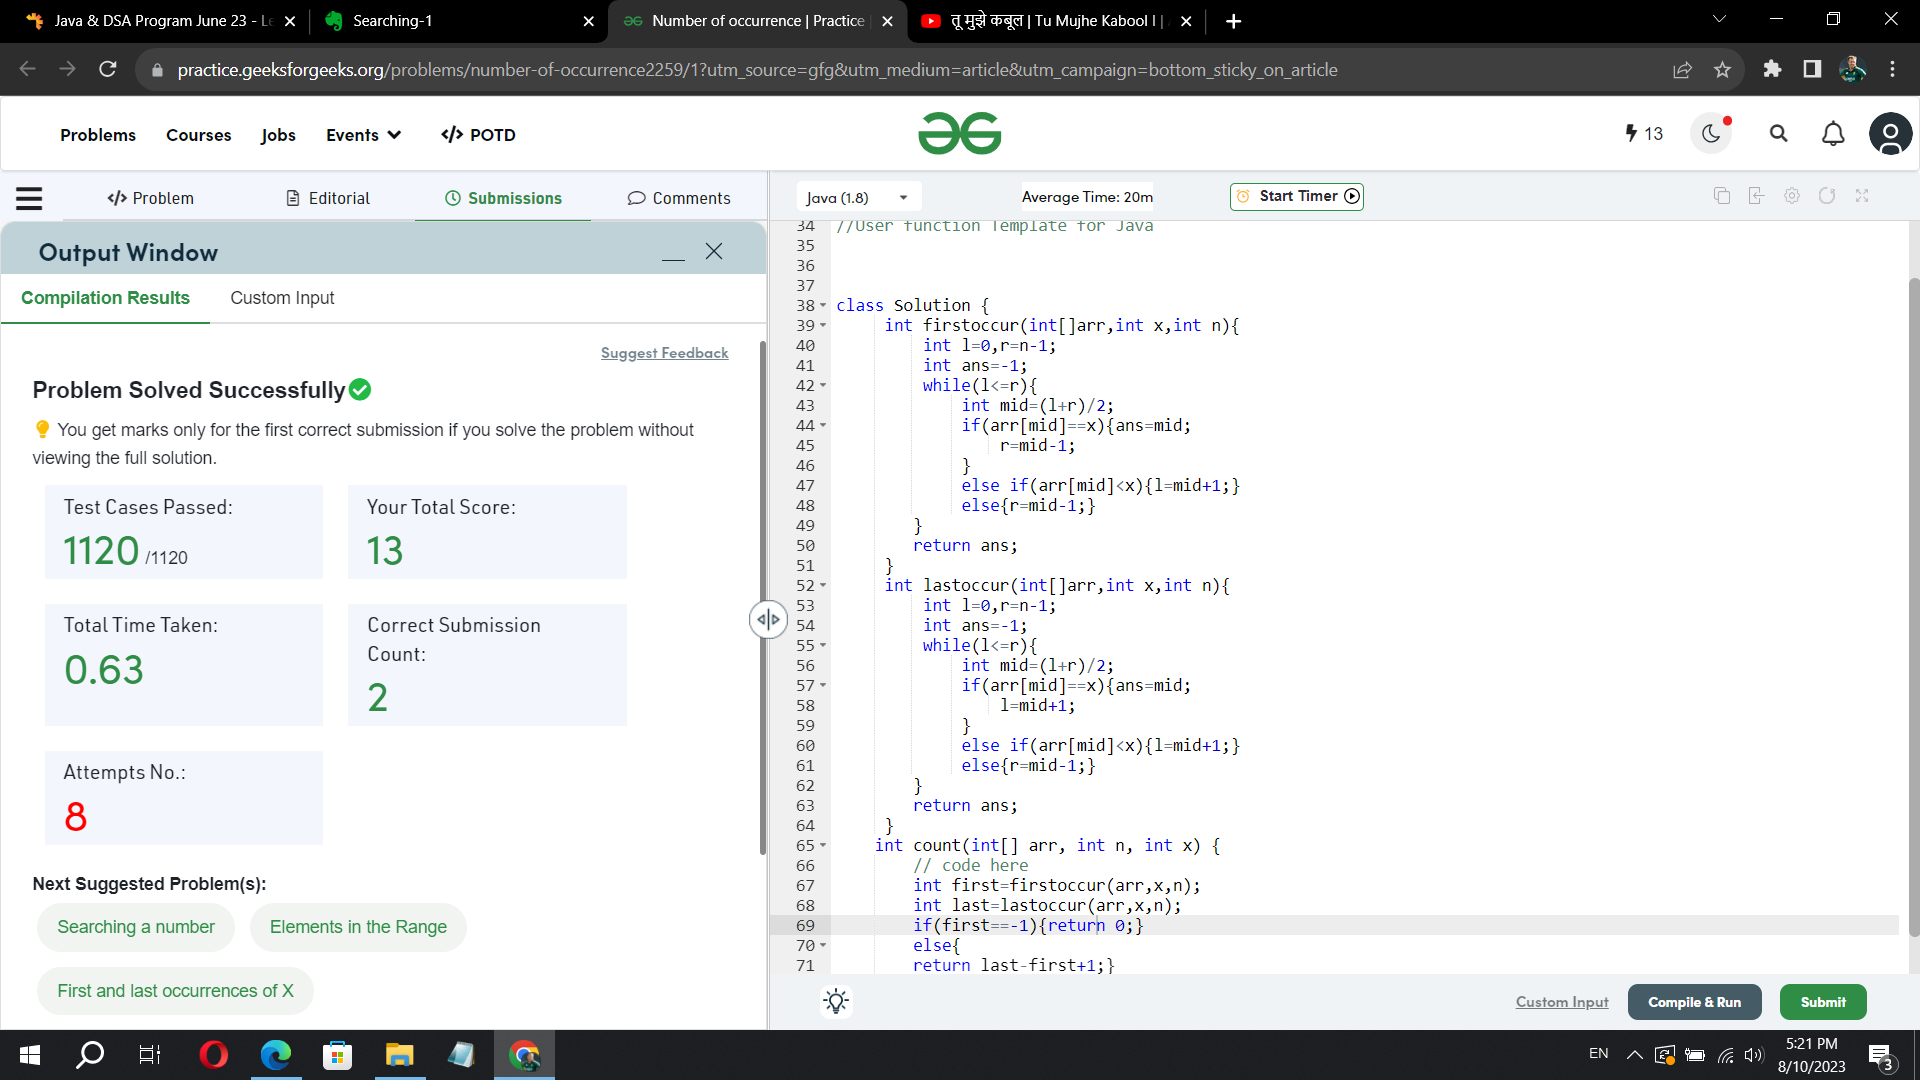 Java & DSA Program June 23 - Le
Searching-1
Number of occurrence | Practice
तू मुझे कबूल | Tu Mujhe Kabool I |
practice.geeksforgeeks.org/problems/number-of-occurrence2259/1?utm_source=gfg&utm_medium=article&utm_campaign=bottom_sticky_on_article
Problems Courses Jobs Events </> POTD
13
</> Problem Editorial Submissions Comments
Java (1.8) Average Time: 20m Start Timer
Output Window
Compilation Results Custom Input
Suggest Feedback
Problem Solved Successfully
You get marks only for the first correct submission if you solve the problem without
viewing the full solution.
Test Cases Passed:
1120 /1120
Your Total Score:
13
Total Time Taken:
0.63
Correct Submission
Count:
2
Attempts No.:
8
Next Suggested Problem(s):
Searching a number Elements in the Range
First and last occurrences of X
34 //User function Template for Java
35
36
37
38 class Solution {
39 int firstoccur(int[]arr,int x,int n){
40 int l=0,r=n-1;
41 int ans=-1;
42 while(l<=r){
43 int mid=(l+r)/2;
44 if(arr[mid]==x){ans=mid;
45 r=mid-1;
46 }
47 else if(arr[mid]<x){l=mid+1;}
48 else{r=mid-1;}
49 }
50 return ans;
51 }
52 int lastoccur(int[]arr,int x,int n){
53 int l=0,r=n-1;
54 int ans=-1;
55 while(l<=r){
56 int mid=(l+r)/2;
57 if(arr[mid]==x){ans=mid;
58 l=mid+1;
59 }
60 else if(arr[mid]<x){l=mid+1;}
61 else{r=mid-1;}
62 }
63 return ans;
64 }
65 int count(int[] arr, int n, int x) {
66 // code here
67 int first=firstoccur(arr,x,n);
68 int last=lastoccur(arr,x,n);
69 if(first==-1){return 0;}
70 else{
71 return last-first+1;}
Custom Input Compile & Run Submit
EN
5:21 PM
8/10/2023
3